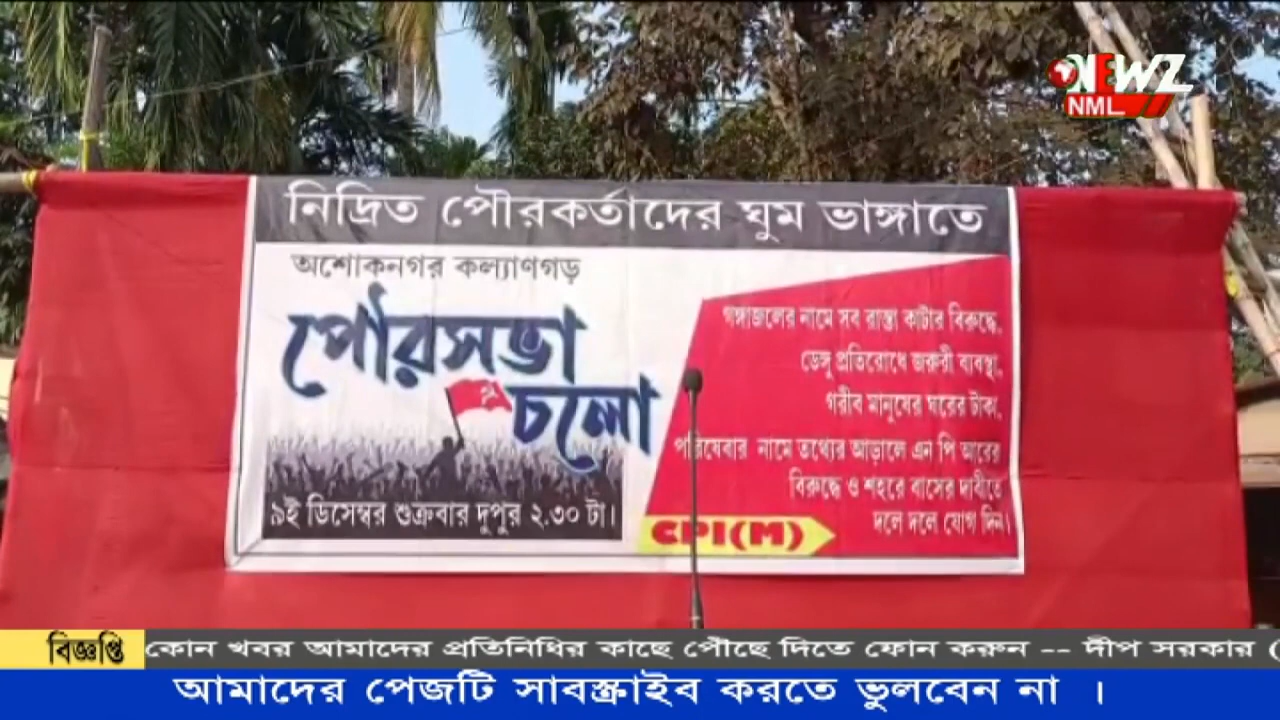 NEWZ
NML
নিদ্রিত পৌরকর্তাদের ঘুম ভাঙ্গাতে
অশোকনগর কল্যাণগড়
পৌরসভা
চলো
৯ই ডিসেম্বর শুক্রবার দুপুর ২.৩০ টা।
গঙ্গাজলের নামে সব রাস্তা কাটার বিরুদ্ধে,
ডেঙ্গু প্রতিরোধে জরুরী ব্যবস্থা,
গরীব মানুষের ঘরের টাকা,
পরিষেবার নামে তথ্যের আড়ালে এন পি আরের
বিরুদ্ধে ও শহরে বাসের দাবীতে
দলে দলে যোগ দিন।
CPI(M)
বিজ্ঞপ্তি
কোন খবর আমাদের প্রতিনিধির কাছে পৌছে দিতে ফোন করুন -- দীপ সরকার (
আমাদের পেজটি সাবস্ক্রাইব করতে ভুলবেন না ।